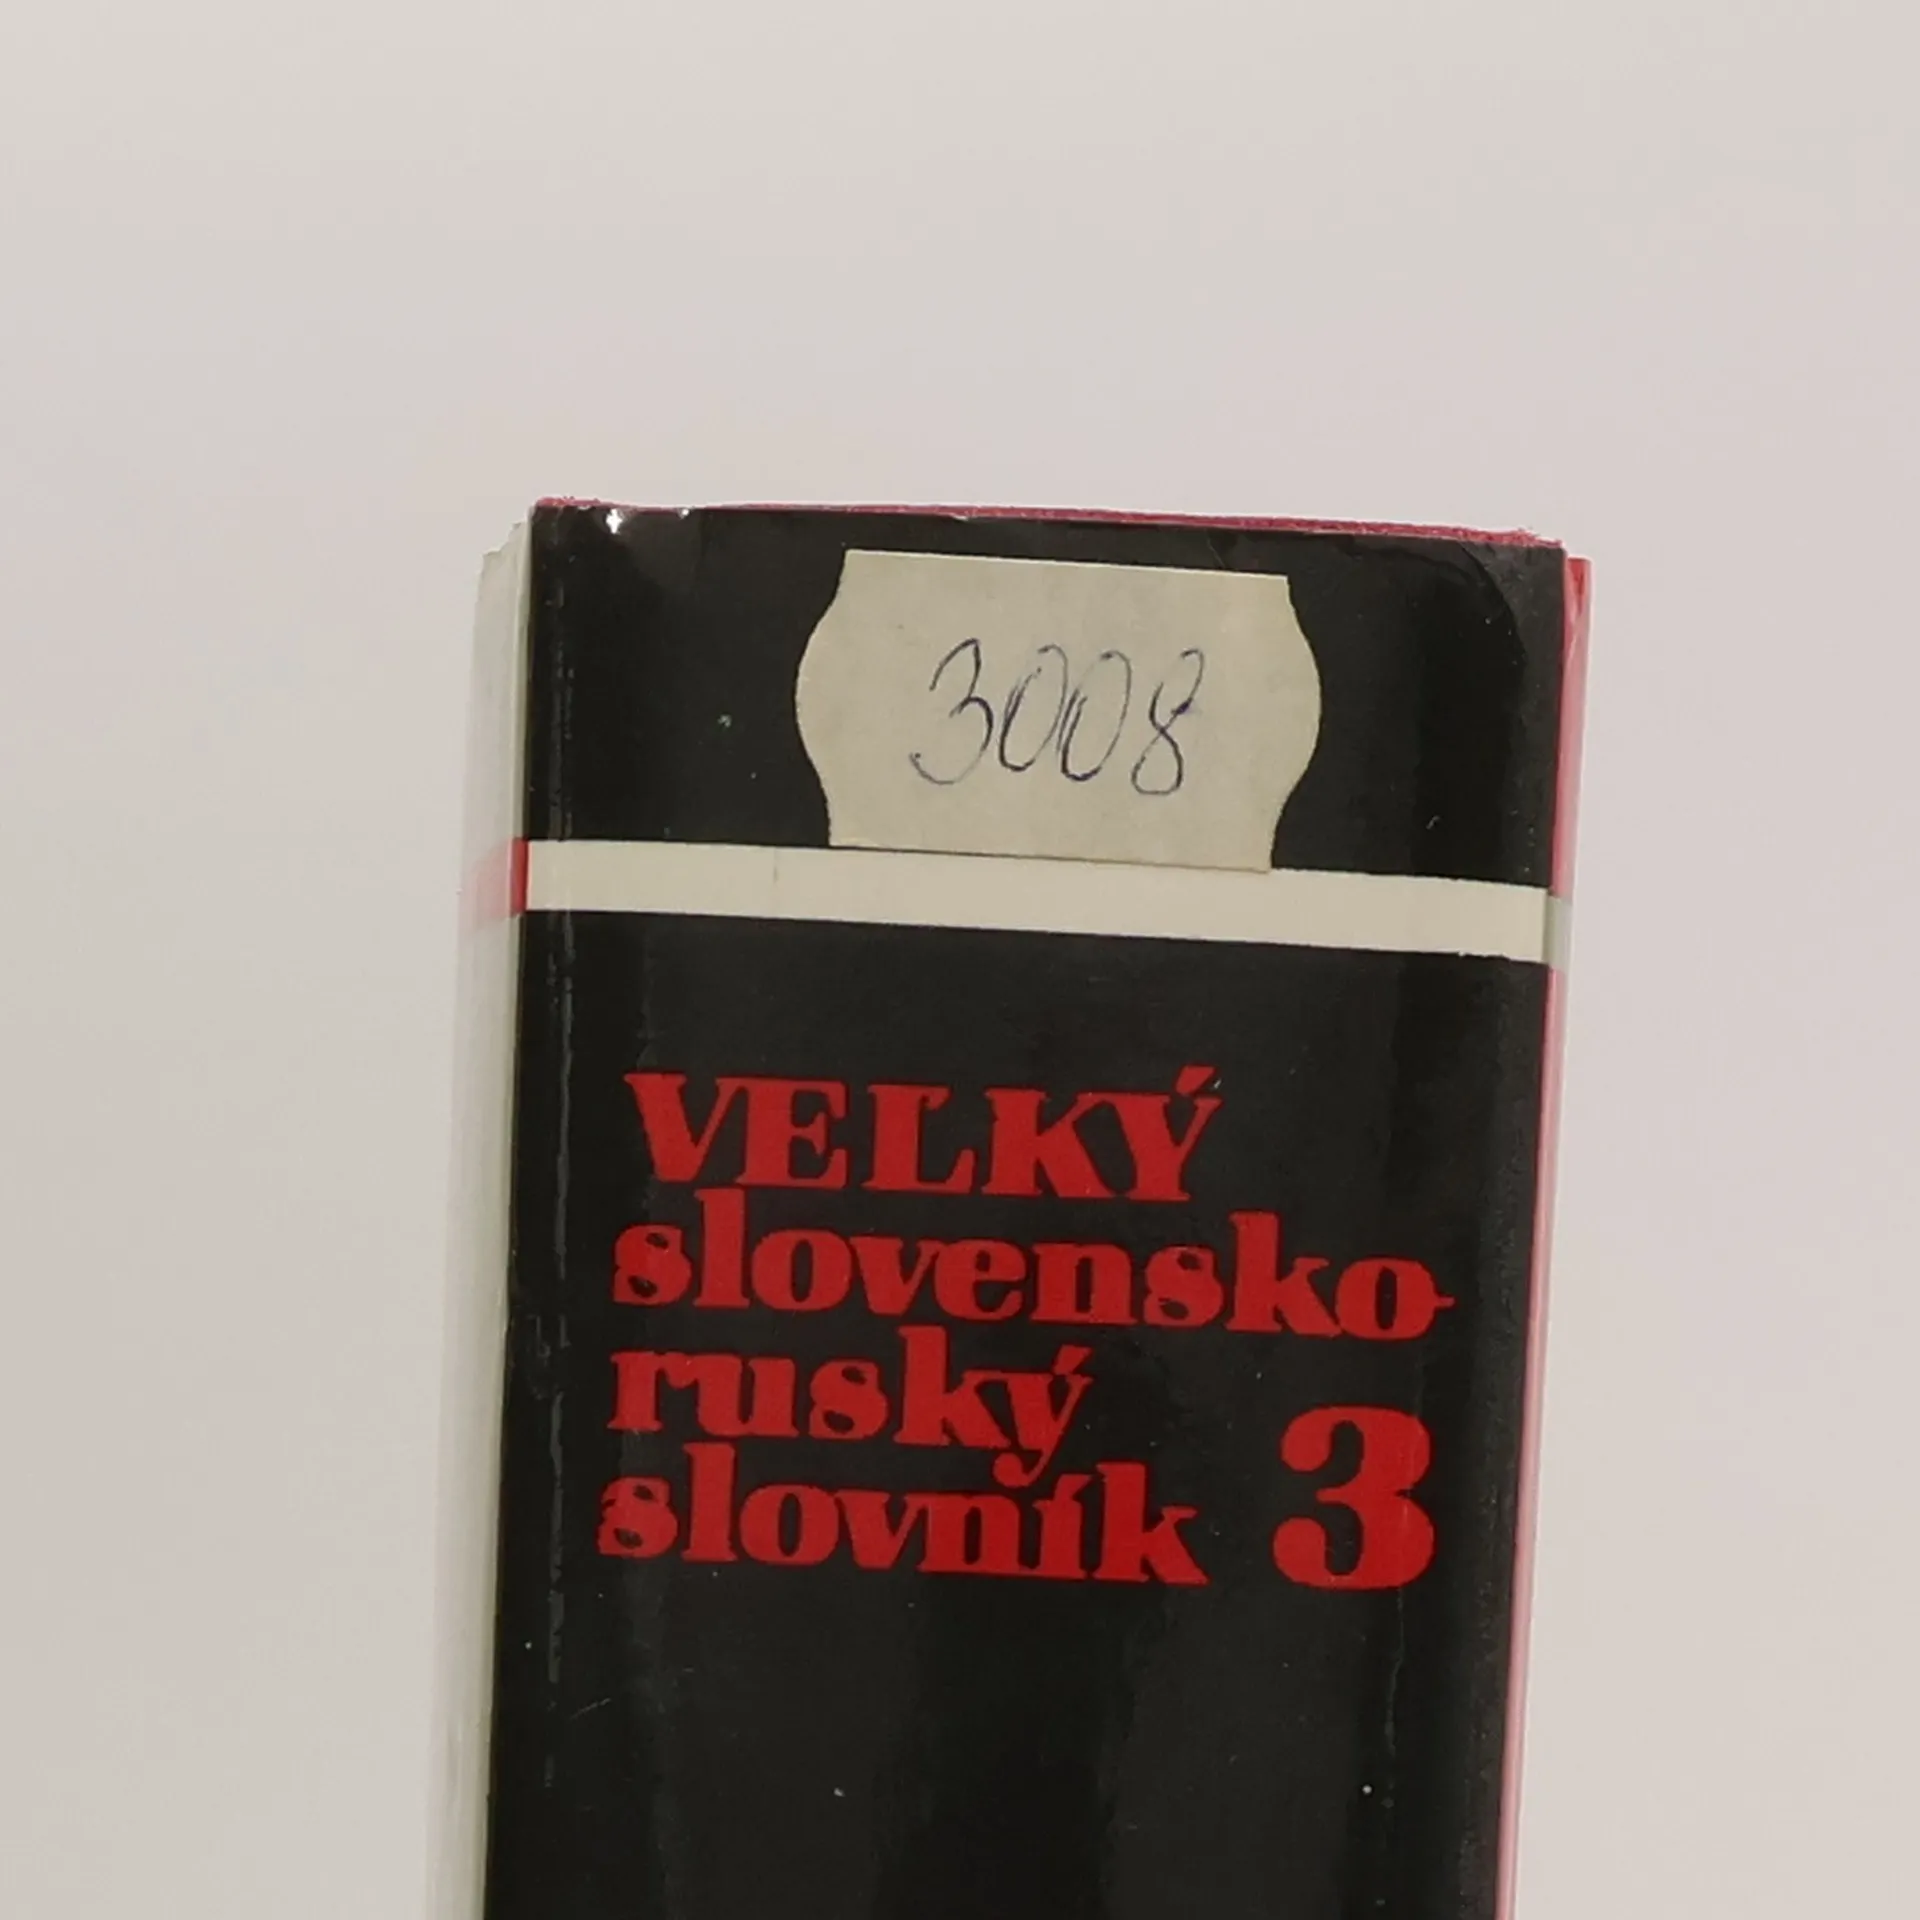 3008
VEĽKÝ
slovensko-
ruský
slovník 3